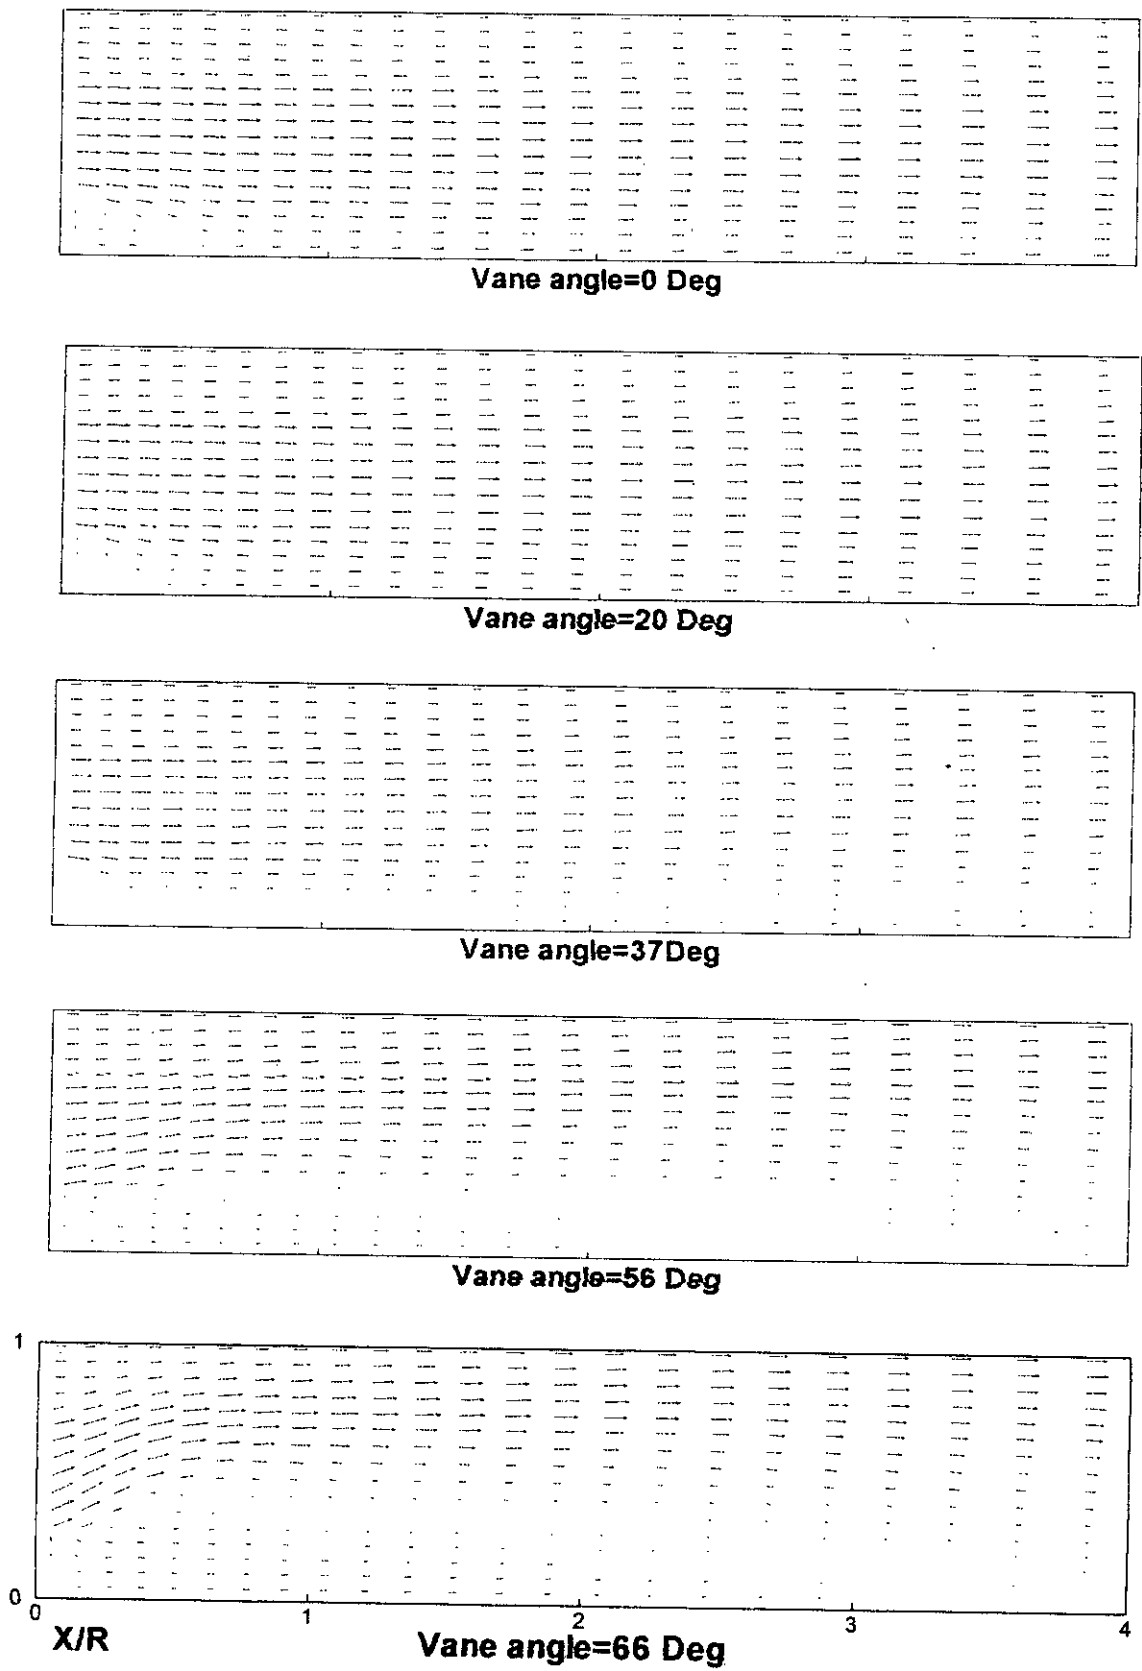 Vane angle=0 Deg
Vane angle=20 Deg
Vane angle=37Deg
Vane angle=56 Deg
1
0
0 1 2 3 4
X/R
Vane angle=66 Deg